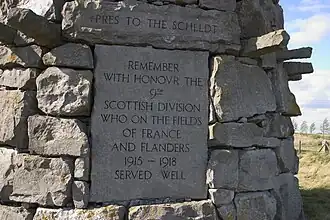 YPRES TO THE SCHELDT
REMEMBER
WITH HONOUR THE
9TH
SCOTTISH DIVISION
WHO ON THE FIELDS
OF FRANCE
AND FLANDERS
1915 – 1918
SERVED WELL